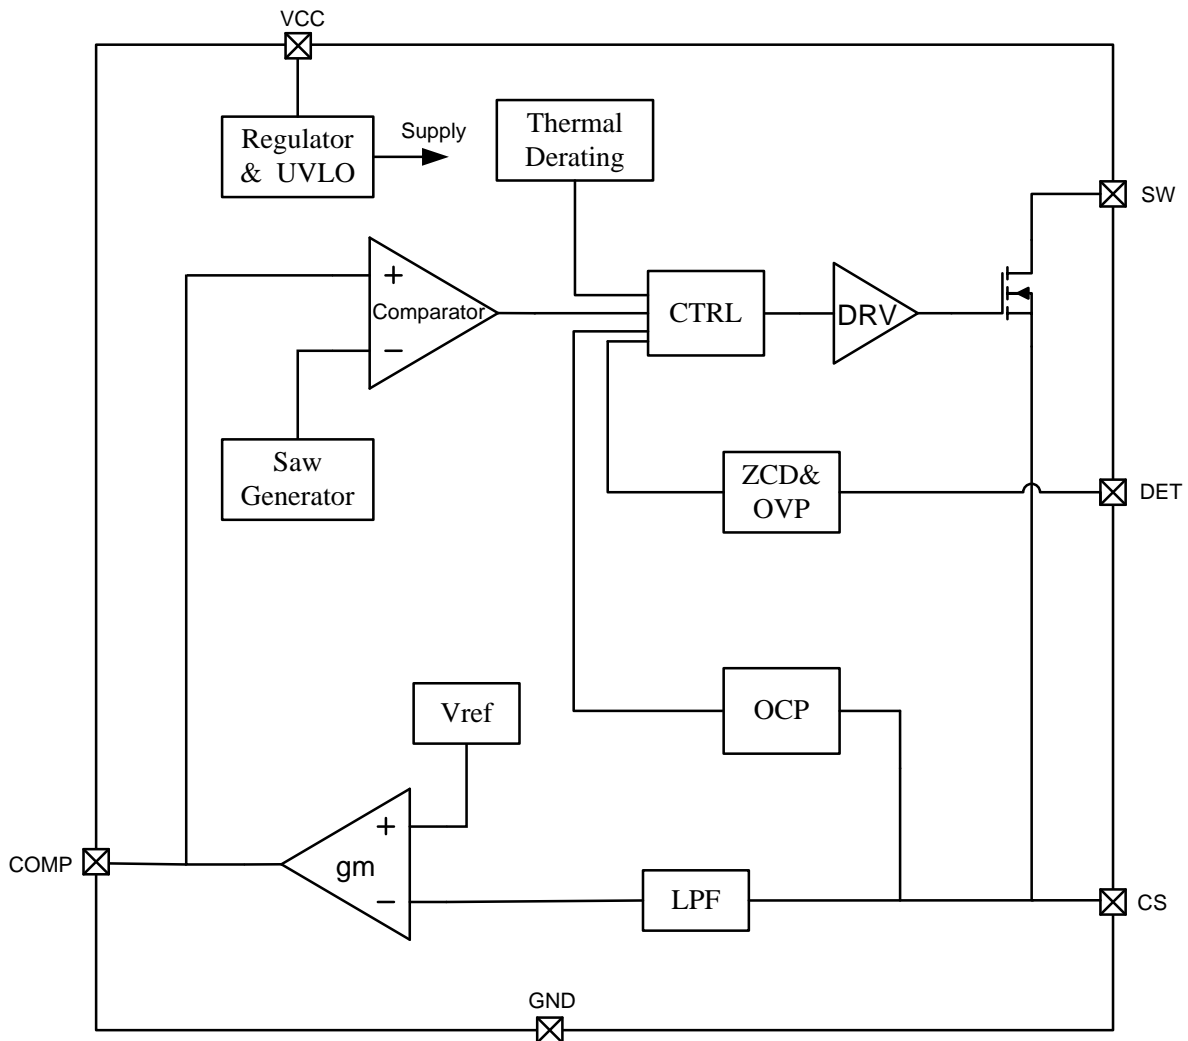 VCC
Regulator
& UVLO
Supply
Thermal
Derating
SW
+
Comparator
−
CTRL
DRV
Saw
Generator
ZCD&
OVP
DET
Vref
OCP
+
gm
−
COMP
LPF
CS
GND